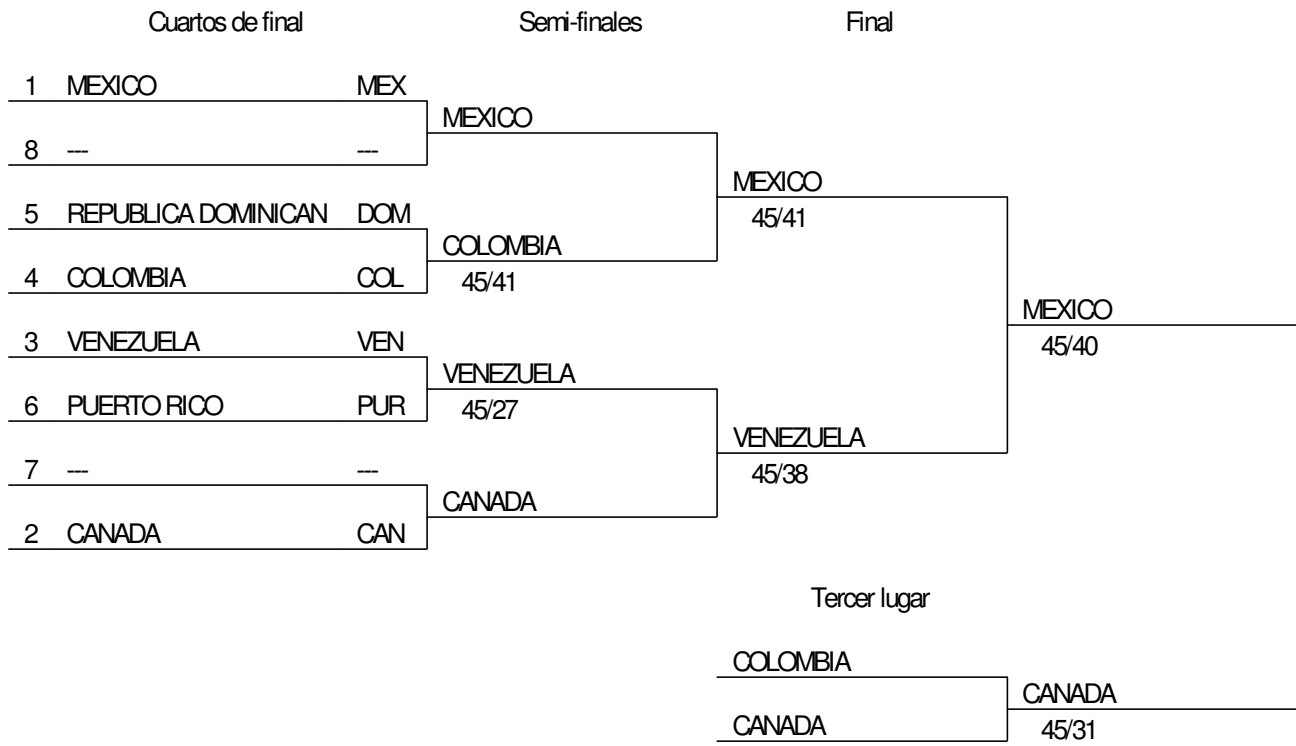 Cuartos de final Semi-finales Final
1 MEXICO MEX
MEXICO
8 --- ---
MEXICO
45/41
5 REPUBLICA DOMINICAN DOM
COLOMBIA
45/41
4 COLOMBIA COL
MEXICO
45/40
3 VENEZUELA VEN
VENEZUELA
45/27
6 PUERTO RICO PUR
VENEZUELA
45/38
7 --- ---
CANADA
2 CANADA CAN
Tercer lugar
COLOMBIA
CANADA
45/31
CANADA